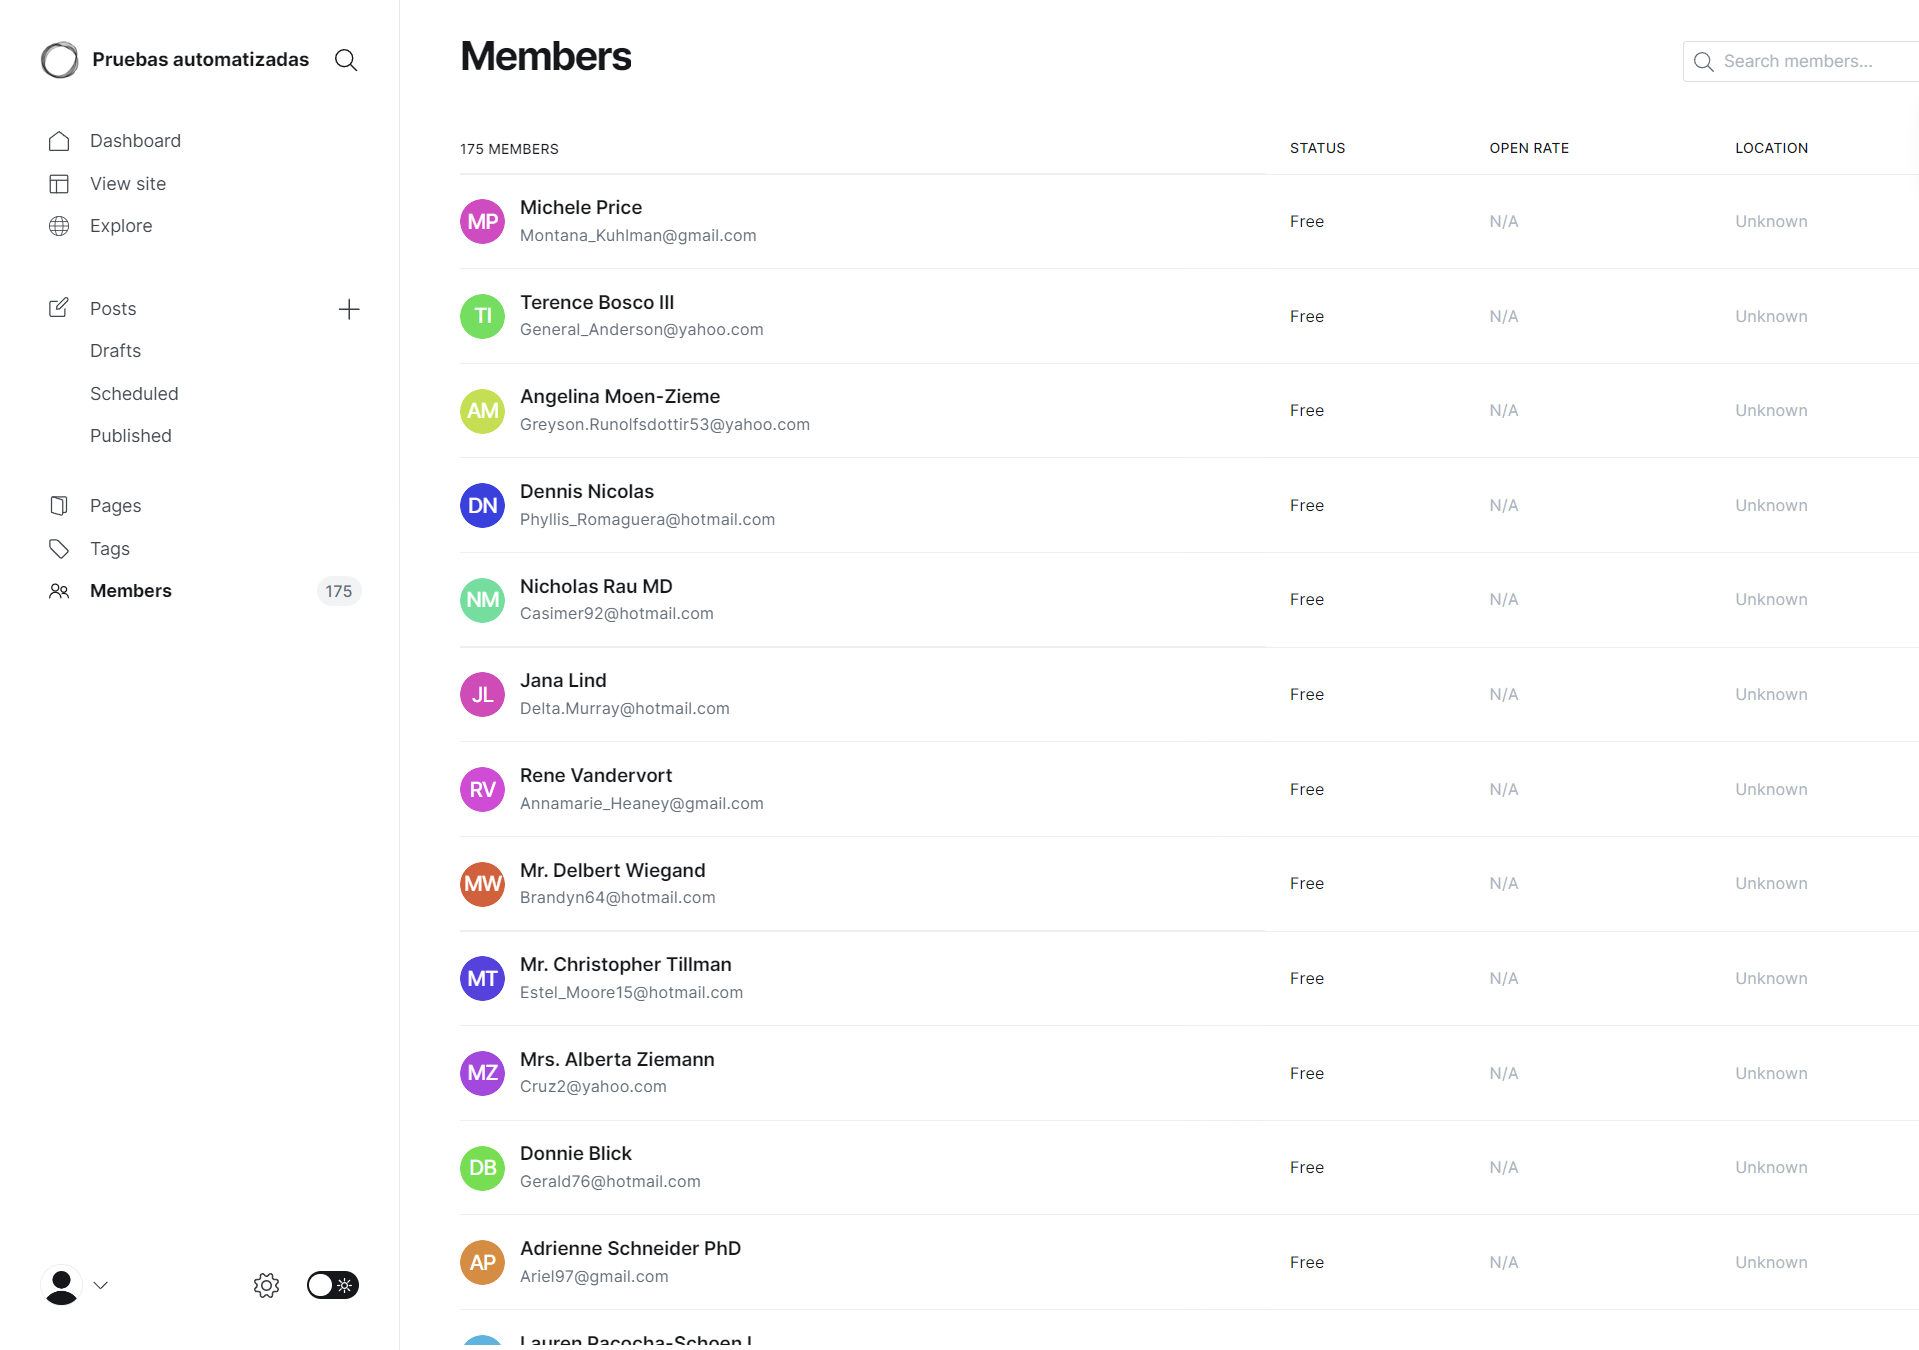 Pruebas automatizadas
Dashboard
View site
Explore
Posts
Drafts
Scheduled
Published
Pages
Tags
Members 175
Members
Search members...
175 MEMBERS STATUS OPEN RATE LOCATION
MP Michele Price
Montana_Kuhlman@gmail.com
Free N/A Unknown
TI Terence Bosco III
General_Anderson@yahoo.com
Free N/A Unknown
AM Angelina Moen-Zieme
Greyson.Runolfsdottir53@yahoo.com
Free N/A Unknown
DN Dennis Nicolas
Phyllis_Romaguera@hotmail.com
Free N/A Unknown
NM Nicholas Rau MD
Casimer92@hotmail.com
Free N/A Unknown
JL Jana Lind
Delta.Murray@hotmail.com
Free N/A Unknown
RV Rene Vandervort
Annamarie_Heaney@gmail.com
Free N/A Unknown
MW Mr. Delbert Wiegand
Brandyn64@hotmail.com
Free N/A Unknown
MT Mr. Christopher Tillman
Estel_Moore15@hotmail.com
Free N/A Unknown
MZ Mrs. Alberta Ziemann
Cruz2@yahoo.com
Free N/A Unknown
DB Donnie Blick
Gerald76@hotmail.com
Free N/A Unknown
AP Adrienne Schneider PhD
Ariel97@gmail.com
Free N/A Unknown
Lauren Pacocha-Schoen